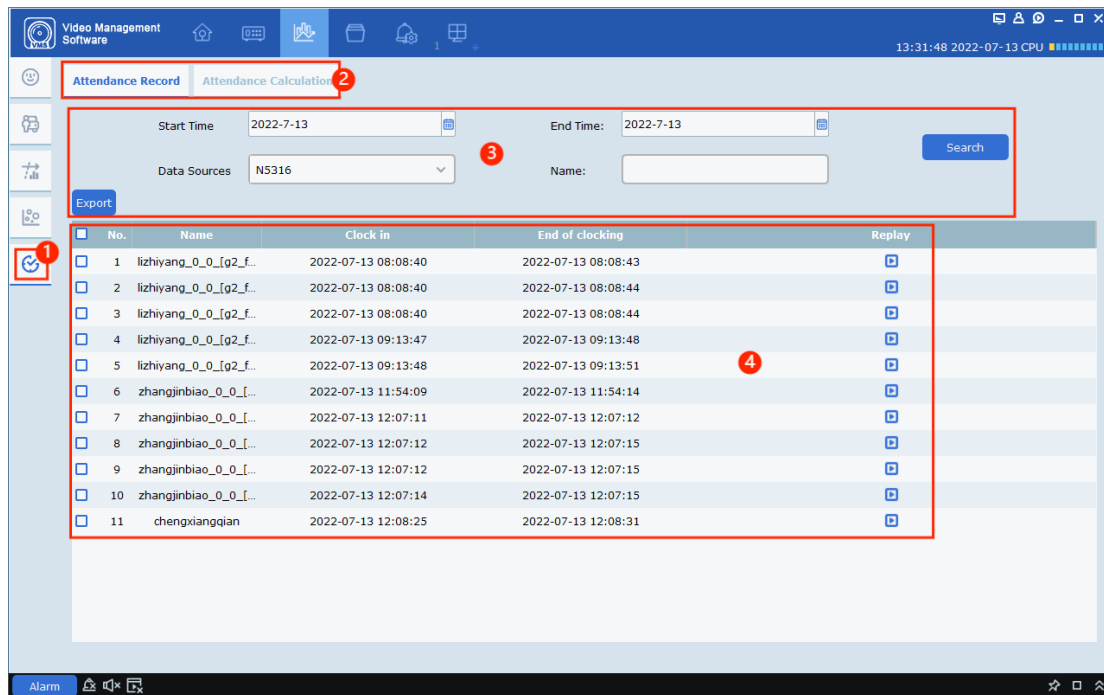 Video Management
Software
VMS
1
13:31:48 2022-07-13 CPU
Attendance Record Attendance Calculation 2
Start Time 2022-7-13 End Time: 2022-7-13
3
Search
Data Sources N5316 Name:
Export
No. Name Clock in End of clocking Replay
1
1 lizhiyang_0_0_[g2_f... 2022-07-13 08:08:40 2022-07-13 08:08:43
2 lizhiyang_0_0_[g2_f... 2022-07-13 08:08:40 2022-07-13 08:08:44
3 lizhiyang_0_0_[g2_f... 2022-07-13 08:08:40 2022-07-13 08:08:44
4 lizhiyang_0_0_[g2_f... 2022-07-13 09:13:47 2022-07-13 09:13:48
5 lizhiyang_0_0_[g2_f... 2022-07-13 09:13:48 2022-07-13 09:13:51
4
6 zhangjinbiao_0_0_[... 2022-07-13 11:54:09 2022-07-13 11:54:14
7 zhangjinbiao_0_0_[... 2022-07-13 12:07:11 2022-07-13 12:07:12
8 zhangjinbiao_0_0_[... 2022-07-13 12:07:12 2022-07-13 12:07:15
9 zhangjinbiao_0_0_[... 2022-07-13 12:07:12 2022-07-13 12:07:15
10 zhangjinbiao_0_0_[... 2022-07-13 12:07:14 2022-07-13 12:07:15
11 chengxiangqian 2022-07-13 12:08:25 2022-07-13 12:08:31
Alarm